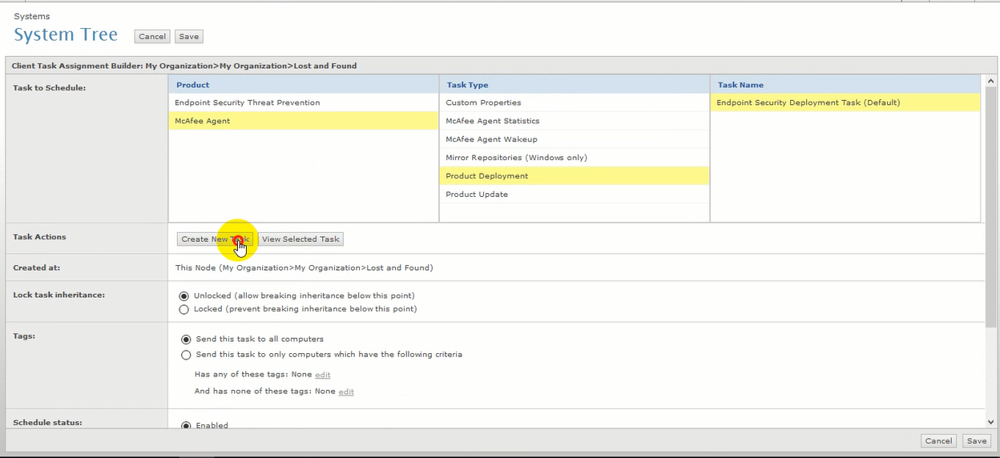 Systems
System Tree Cancel Save
Client Task Assignment Builder: My Organization>My Organization>Lost and Found
Task to Schedule:
Product
Endpoint Security Threat Prevention
McAfee Agent
Task Type
Custom Properties
McAfee Agent Statistics
McAfee Agent Wakeup
Mirror Repositories (Windows only)
Product Deployment
Product Update
Task Name
Endpoint Security Deployment Task (Default)
Task Actions
Create New Task View Selected Task
Created at:
This Node (My Organization>My Organization>Lost and Found)
Lock task inheritance:
Unlocked (allow breaking inheritance below this point)
Locked (prevent breaking inheritance below this point)
Tags:
Send this task to all computers
Send this task to only computers which have the following criteria
Has any of these tags: None edit
And has none of these tags: None edit
Schedule status:
Enabled
Cancel Save